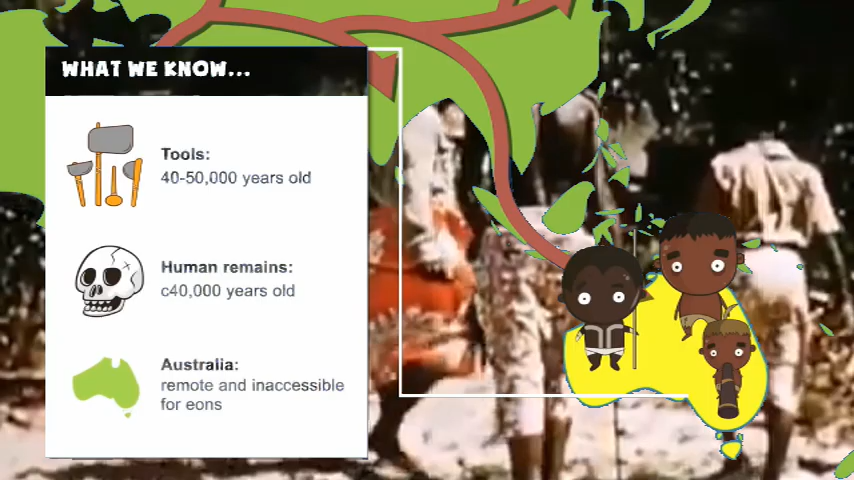 WHAT WE KNOW...
Tools:
40-50,000 years old
Human remains:
c40,000 years old
Australia:
remote and inaccessible
for eons